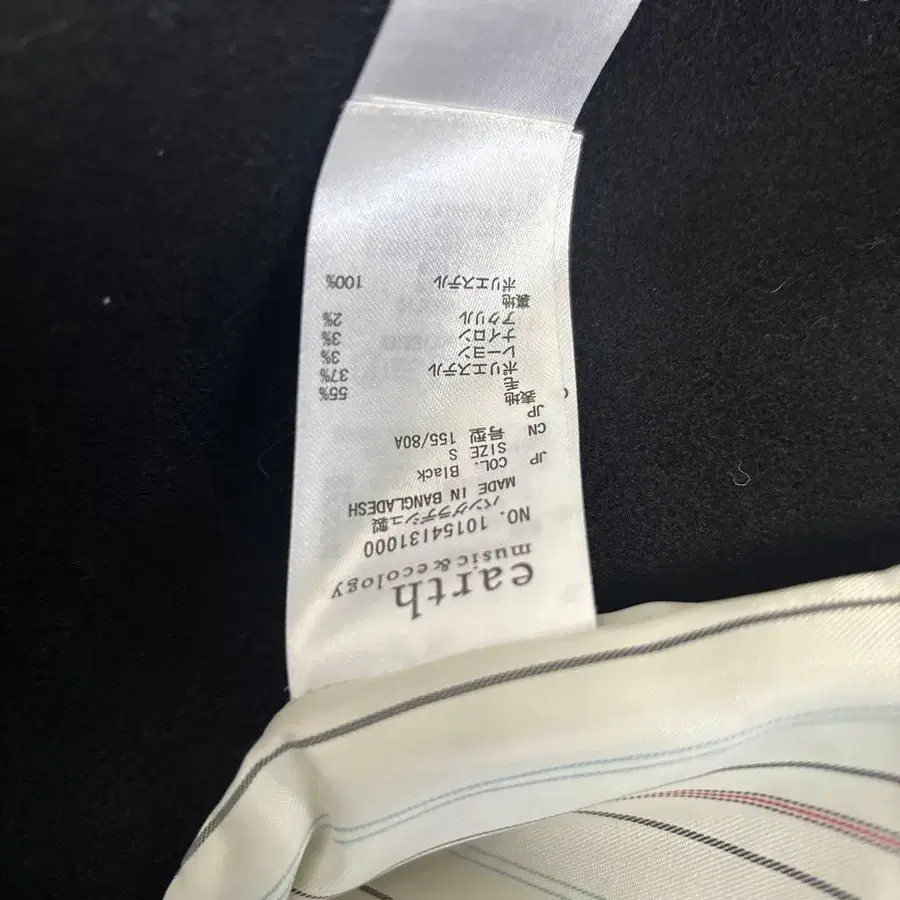 earth
music&ecology
NO. 10154131000
バングラデシュ製
MADE IN BANGLADESH
COL. Black
JP SIZE S
CN 号型 155/80A
JP
表地
毛 55%
ポリエステル 37%
レーヨン 3%
ナイロン 3%
アクリル 2%
裏地
ポリエステル 100%